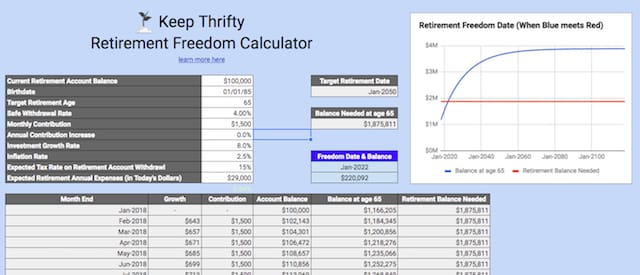 Keep Thrifty
Retirement Freedom Calculator
learn more here
Current Retirement Account Balance $100,000
Birthdate 01/01/85
Target Retirement Age 65
Safe Withdrawal Rate 4.00%
Monthly Contribution $1,500
Annual Contribution Increase 0.0%
Investment Growth Rate 8.0%
Inflation Rate 2.5%
Expected Tax Rate on Retirement Account Withdrawl 15%
Expected Retirement Annual Expenses (in Today's Dollars) $29,000
Target Retirement Date
Jan-2050
Balance Needed at age 65
$1,875,811
Freedom Date & Balance
Jan-2022
$220,092
Retirement Freedom Date (When Blue meets Red)
$4M
$3M
$2M
$1M
$0M
Jan-2020 Jan-2040 Jan-2060 Jan-2080 Jan-2100
Balance at age 65 Retirement Balance Needed
Month End Growth Contribution Account Balance Balance at age 65 Retirement Balance Needed
Jan-2018 - - $100,000 $1,166,205 $1,875,811
Feb-2018 $643 $1,500 $102,143 $1,184,345 $1,875,811
Mar-2018 $657 $1,500 $104,301 $1,200,856 $1,875,811
Apr-2018 $671 $1,500 $106,472 $1,218,276 $1,875,811
May-2018 $685 $1,500 $108,657 $1,235,066 $1,875,811
Jun-2018 $699 $1,500 $110,856 $1,252,275 $1,875,811